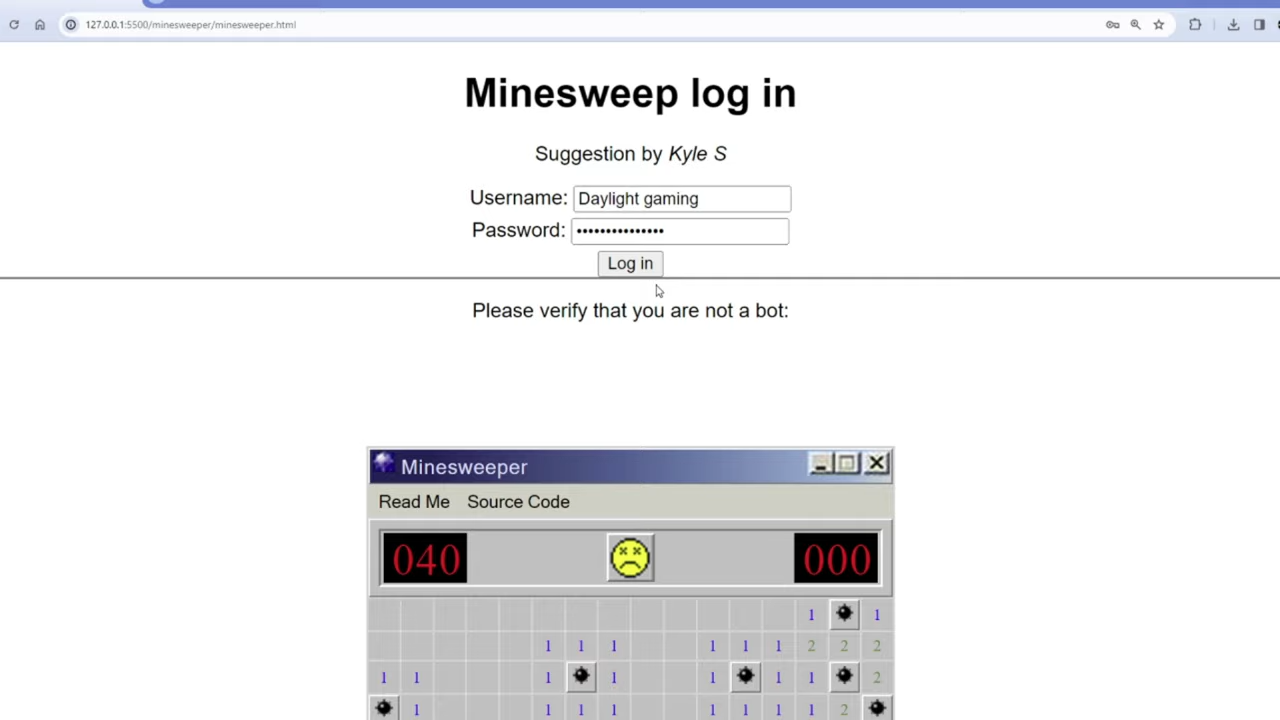 127.0.0.1:5500/minesweeper/minesweeper.html
Minesweep log in
Suggestion by Kyle S
Username: Daylight gaming
Password: •••••••••••••••
Log in
Please verify that you are not a bot:
Minesweeper
Read Me Source Code
040 000
1 1
1 1 1 1 1 1 2 2 2
1 1 1 1 1 1 1 2
1 1 1 1 1 1 1 1 2